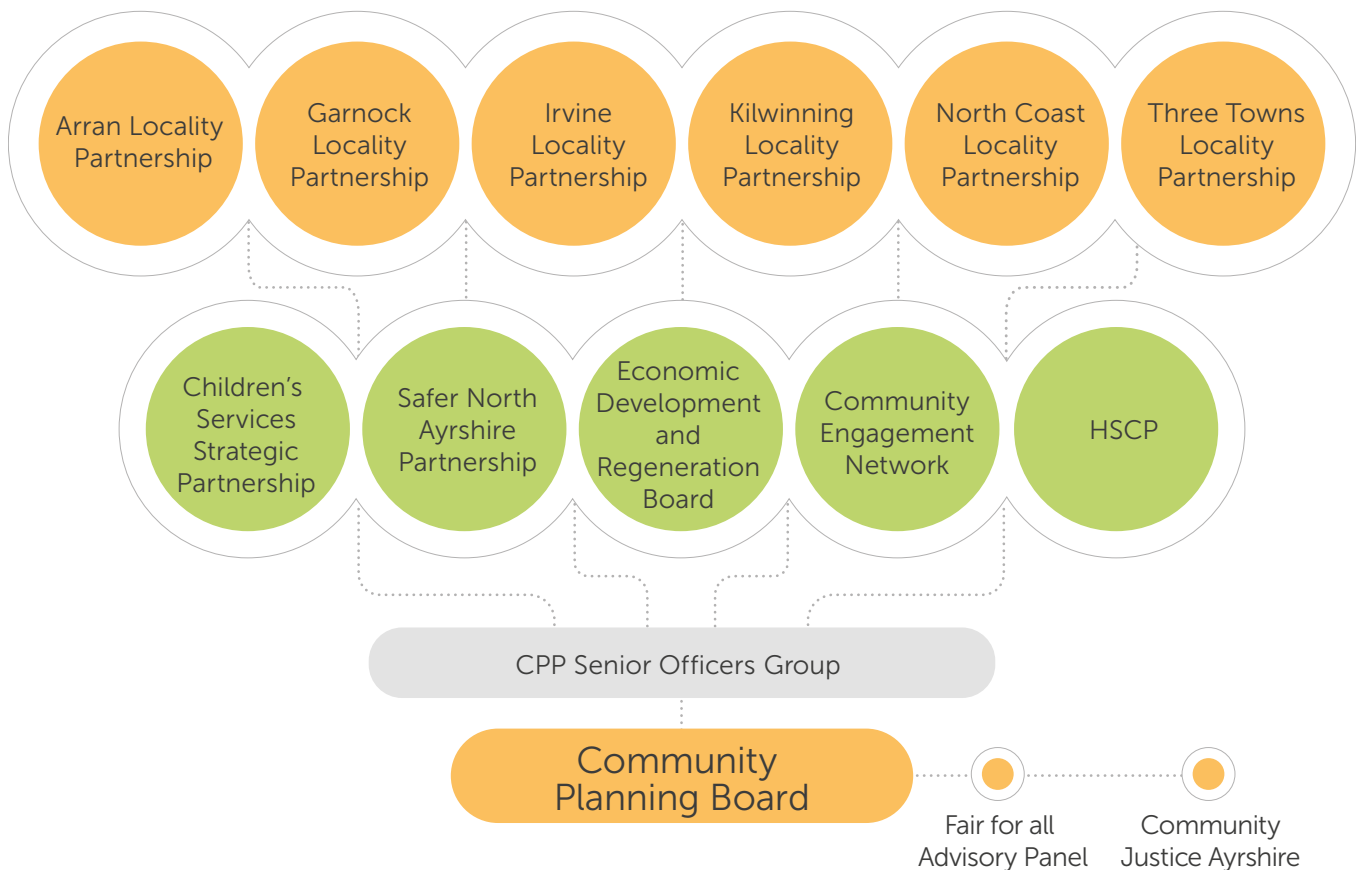 Arran Locality
Partnership
Garnock
Locality
Partnership
Irvine
Locality
Partnership
Kilwinning
Locality
Partnership
North Coast
Locality
Partnership
Three Towns
Locality
Partnership
Children's
Services
Strategic
Partnership
Safer North
Ayrshire
Partnership
Economic
Development
and
Regeneration
Board
Community
Engagement
Network
HSCP
CPP Senior Officers Group
Community
Planning Board
Fair for all
Advisory Panel
Community
Justice Ayrshire